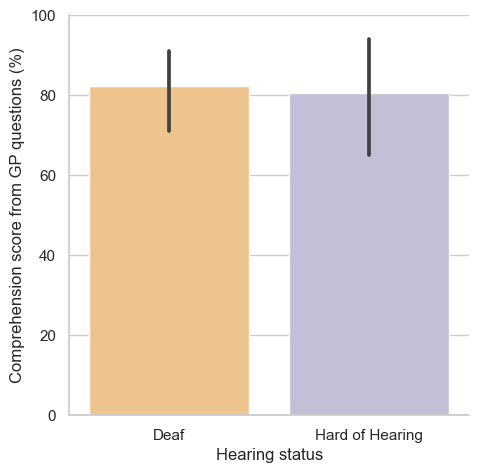 Comprehension score from GP questions (%)
100
80
60
40
20
0
Deaf
Hard of Hearing
Hearing status